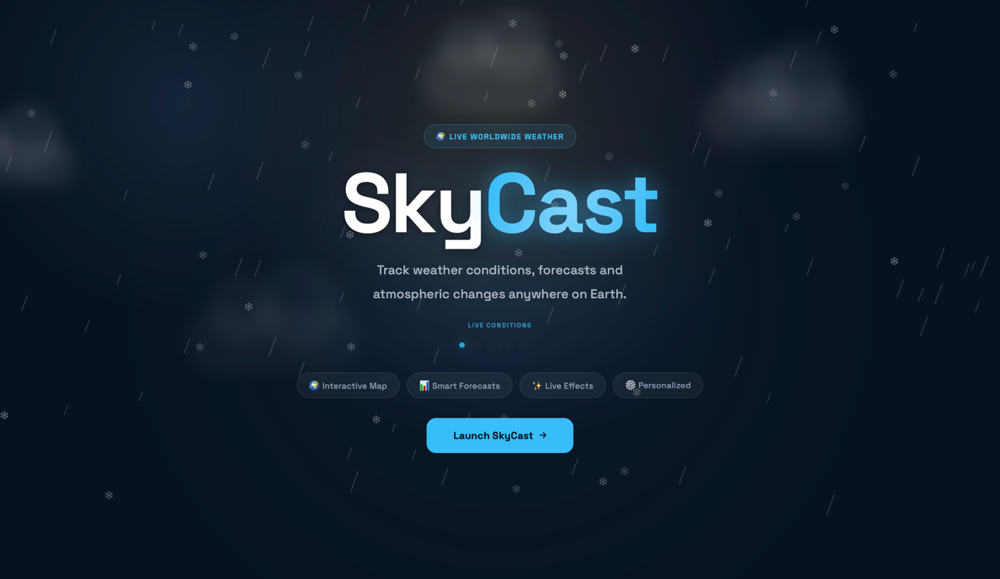 🌍 LIVE WORLDWIDE WEATHER
SkyCast
Track weather conditions, forecasts and
atmospheric changes anywhere on Earth.
LIVE CONDITIONS
🌍 Interactive Map
📊 Smart Forecasts
✨ Live Effects
⚙️ Personalized
Launch SkyCast →